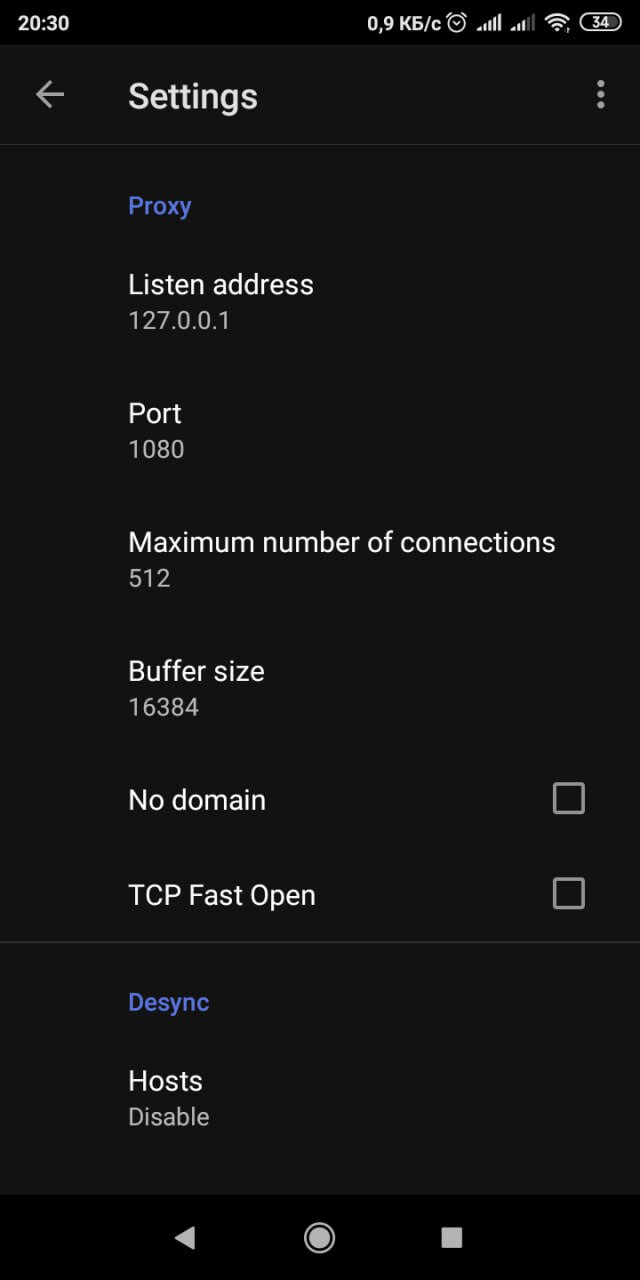 20:30 0,9 КБ/с 34
Settings
Proxy
Listen address
127.0.0.1
Port
1080
Maximum number of connections
512
Buffer size
16384
No domain
TCP Fast Open
Desync
Hosts
Disable